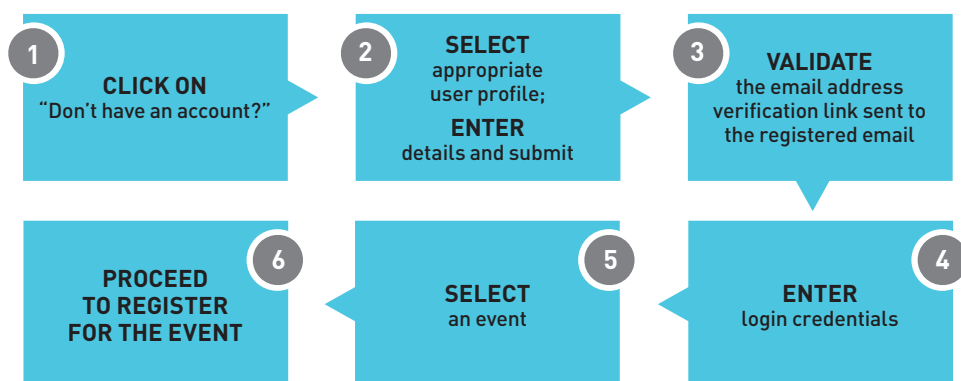 1
CLICK ON
“Don’t have an account?”
2
SELECT
appropriate
user profile;
ENTER
details and submit
3
VALIDATE
the email address
verification link sent to
the registered email
4
ENTER
login credentials
5
SELECT
an event
6
PROCEED
TO REGISTER
FOR THE EVENT